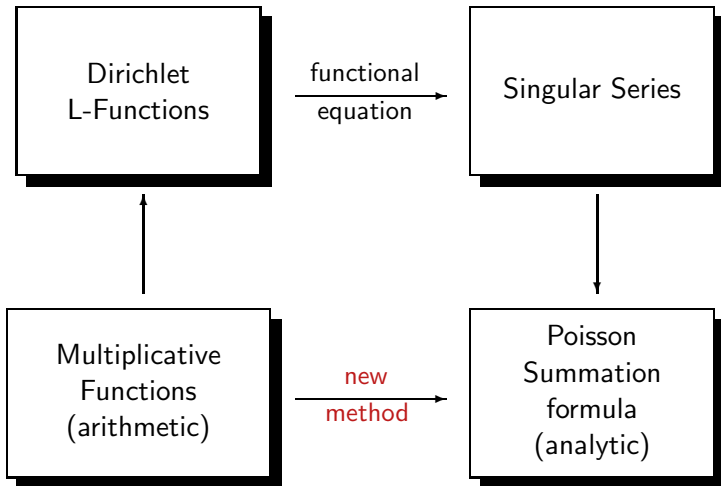 Dirichlet
L-Functions
functional
equation
Singular Series
Multiplicative
Functions
(arithmetic)
new
method
Poisson
Summation
formula
(analytic)